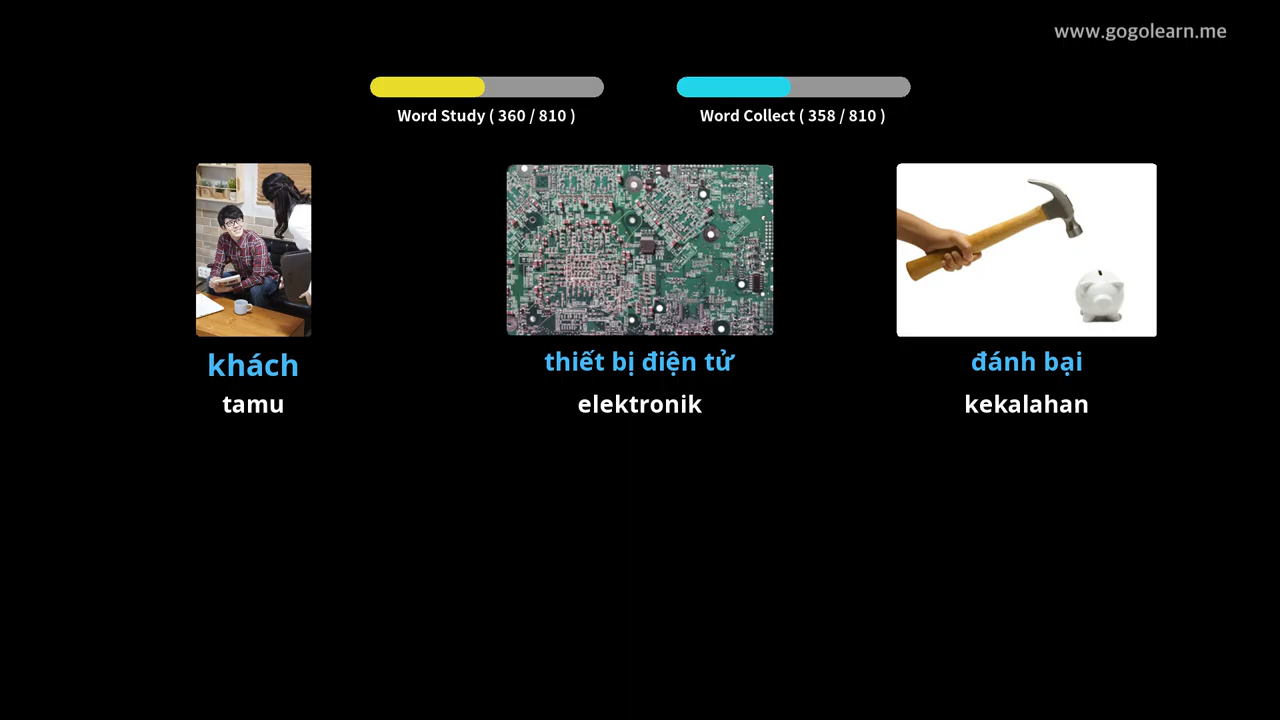 www.gogolearn.me
Word Study ( 360 / 810 )
Word Collect ( 358 / 810 )
khách
thiết bị điện tử
đánh bại
tamu
elektronik
kekalahan